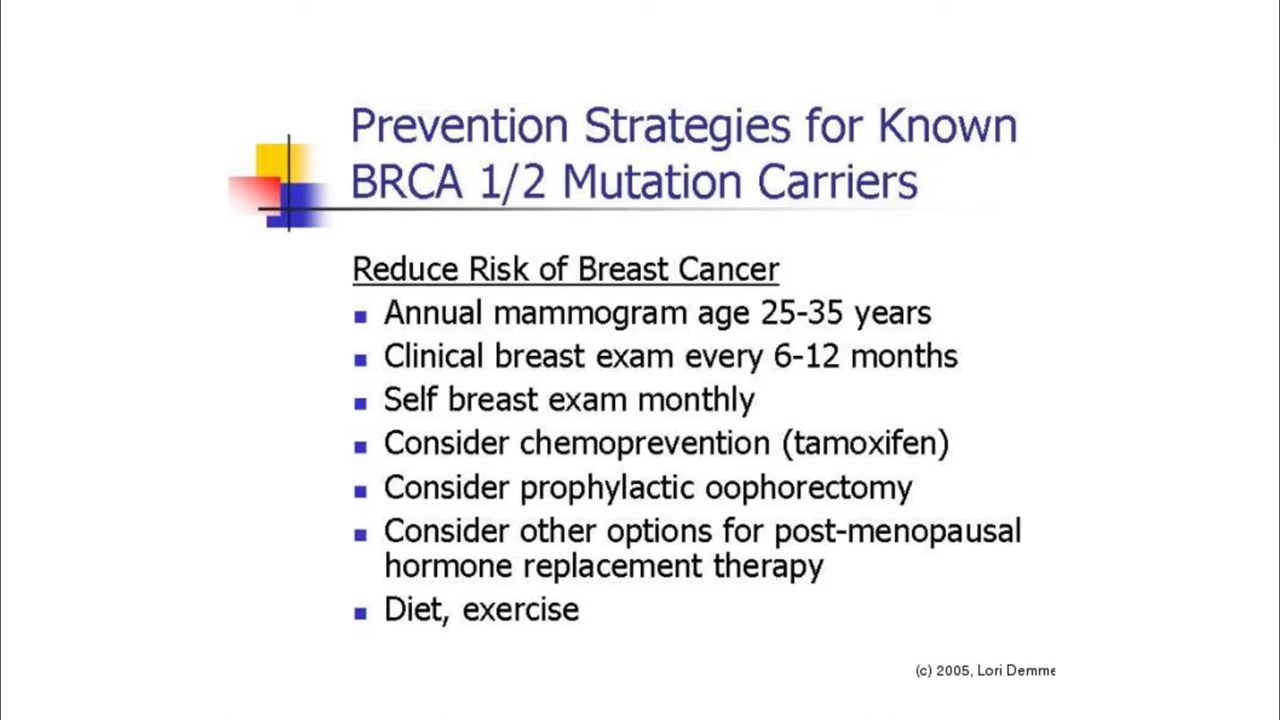 Prevention Strategies for Known
BRCA 1/2 Mutation Carriers
Reduce Risk of Breast Cancer
Annual mammogram age 25-35 years
Clinical breast exam every 6-12 months
Self breast exam monthly
Consider chemoprevention (tamoxifen)
Consider prophylactic oophorectomy
Consider other options for post-menopausal
hormone replacement therapy
Diet, exercise
(c) 2005, Lori Demme